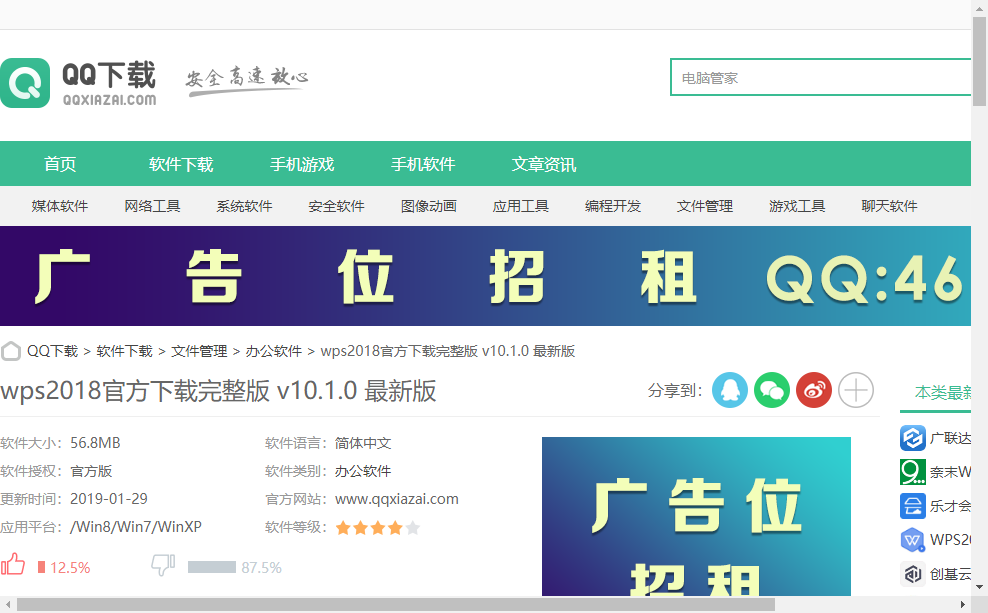 QQ下载
QQXIAZAI.COM
安全高速放心
电脑管家
首页 软件下载 手机游戏 手机软件 文章资讯
媒体软件 网络工具 系统软件 安全软件 图像动画 应用工具 编程开发 文件管理 游戏工具 聊天软件
广告位招租 QQ:46
QQ下载 > 软件下载 > 文件管理 > 办公软件 > wps2018官方下载完整版 v10.1.0 最新版
wps2018官方下载完整版 v10.1.0 最新版
分享到:
本类最新
软件大小: 56.8MB
软件语言: 简体中文
软件授权: 官方版
软件类别: 办公软件
更新时间: 2019-01-29
官方网站: www.qqxiazai.com
应用平台: /Win8/Win7/WinXP
软件等级:
12.5%
87.5%
广告位
招租
广联达
奈末W
乐才会
WPS20
创基云